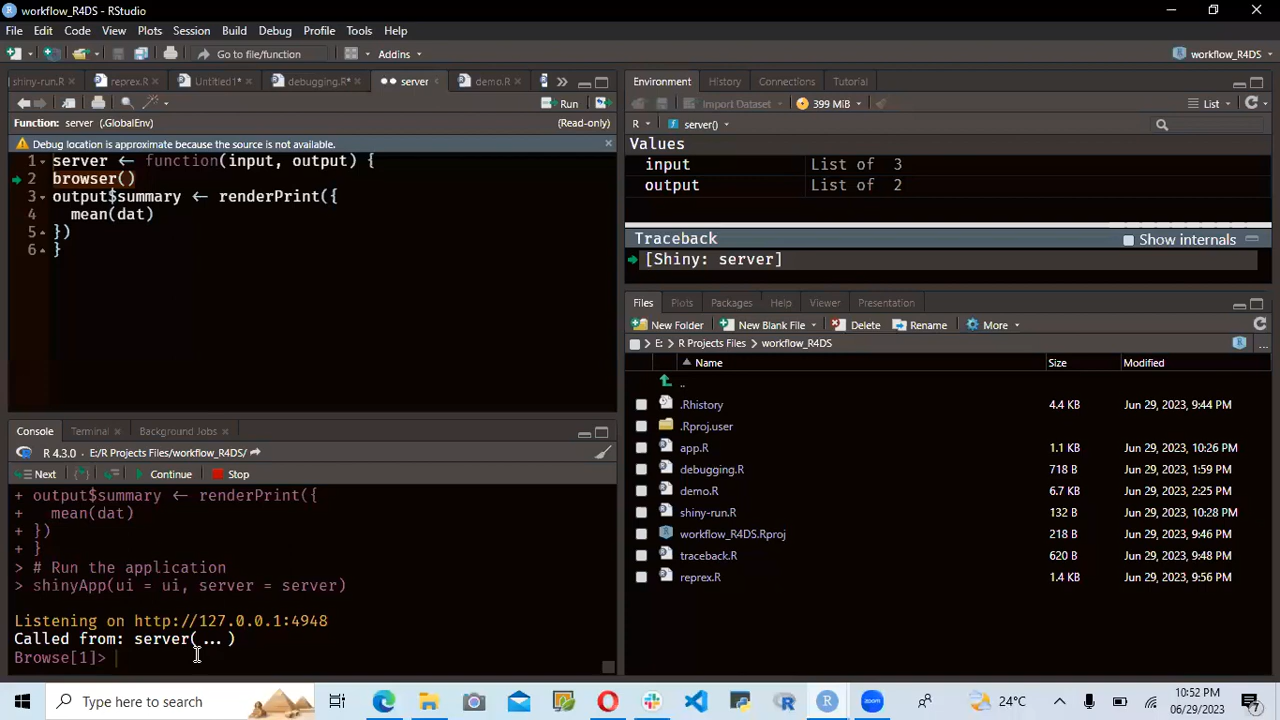 workflow_R4DS - RStudio
File Edit Code View Plots Session Build Debug Profile Tools Help
Go to file/function Addins workflow_R4DS
shiny-run.R reprex.R Untitled1* debugging.R* server demo.R
Run
Function: server (.GlobalEnv) (Read-only)
Debug location is approximate because the source is not available.
1 server ← function(input, output) {
2 browser()
3 output$summary ← renderPrint({
4 mean(dat)
5 })
6 }
Console Terminal Background Jobs
R 4.3.0 · E:/R Projects Files/workflow_R4DS/
Next Continue Stop
+ output$summary ← renderPrint({
+ mean(dat)
+ })
+ }
> # Run the application
> shinyApp(ui = ui, server = server)
Listening on http://127.0.0.1:4948
Called from: server(...)
Browse[1]>
Environment History Connections Tutorial
Import Dataset 399 MiB List
R server()
Values
input List of 3
output List of 2
Traceback Show internals
[Shiny: server]
Files Plots Packages Help Viewer Presentation
New Folder New Blank File Delete Rename More
E: R Projects Files workflow_R4DS ...
Name Size Modified
..
.Rhistory 4.4 KB Jun 29, 2023, 9:44 PM
.Rproj.user
app.R 1.1 KB Jun 29, 2023, 10:26 PM
debugging.R 718 B Jun 29, 2023, 1:59 PM
demo.R 6.7 KB Jun 29, 2023, 2:25 PM
shiny-run.R 132 B Jun 29, 2023, 10:28 PM
workflow_R4DS.Rproj 218 B Jun 29, 2023, 9:46 PM
traceback.R 620 B Jun 29, 2023, 9:48 PM
reprex.R 1.4 KB Jun 29, 2023, 9:56 PM
Type here to search
zoom
24°C
10:52 PM
06/29/2023
7